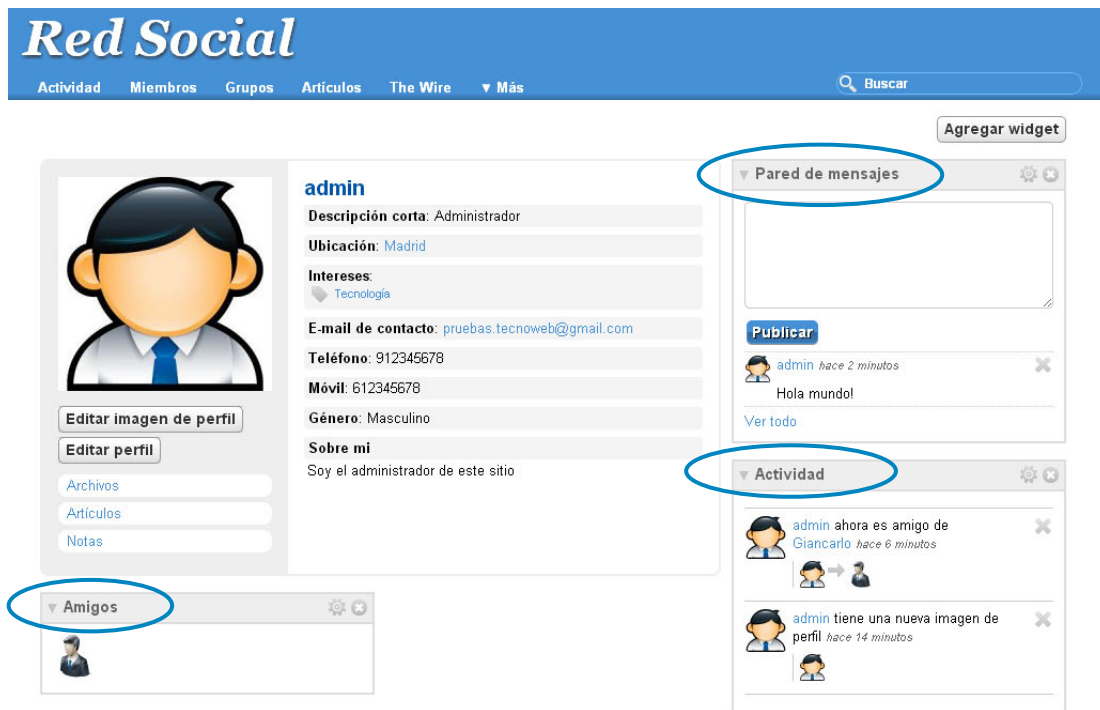 Red Social
Actividad Miembros Grupos Artículos The Wire ▼ Más
Buscar
Agregar widget
admin
Descripción corta: Administrador
Ubicación: Madrid
Intereses:
Tecnología
E-mail de contacto: pruebas.tecnoweb@gmail.com
Teléfono: 912345678
Móvil: 612345678
Género: Masculino
Sobre mi
Soy el administrador de este sitio
Editar imagen de perfil
Editar perfil
Archivos
Artículos
Notas
▼ Amigos
▼ Pared de mensajes
Publicar
admin hace 2 minutos
Hola mundo!
Ver todo
▼ Actividad
admin ahora es amigo de
Giancarlo hace 6 minutos
admin tiene una nueva imagen de
perfil hace 14 minutos